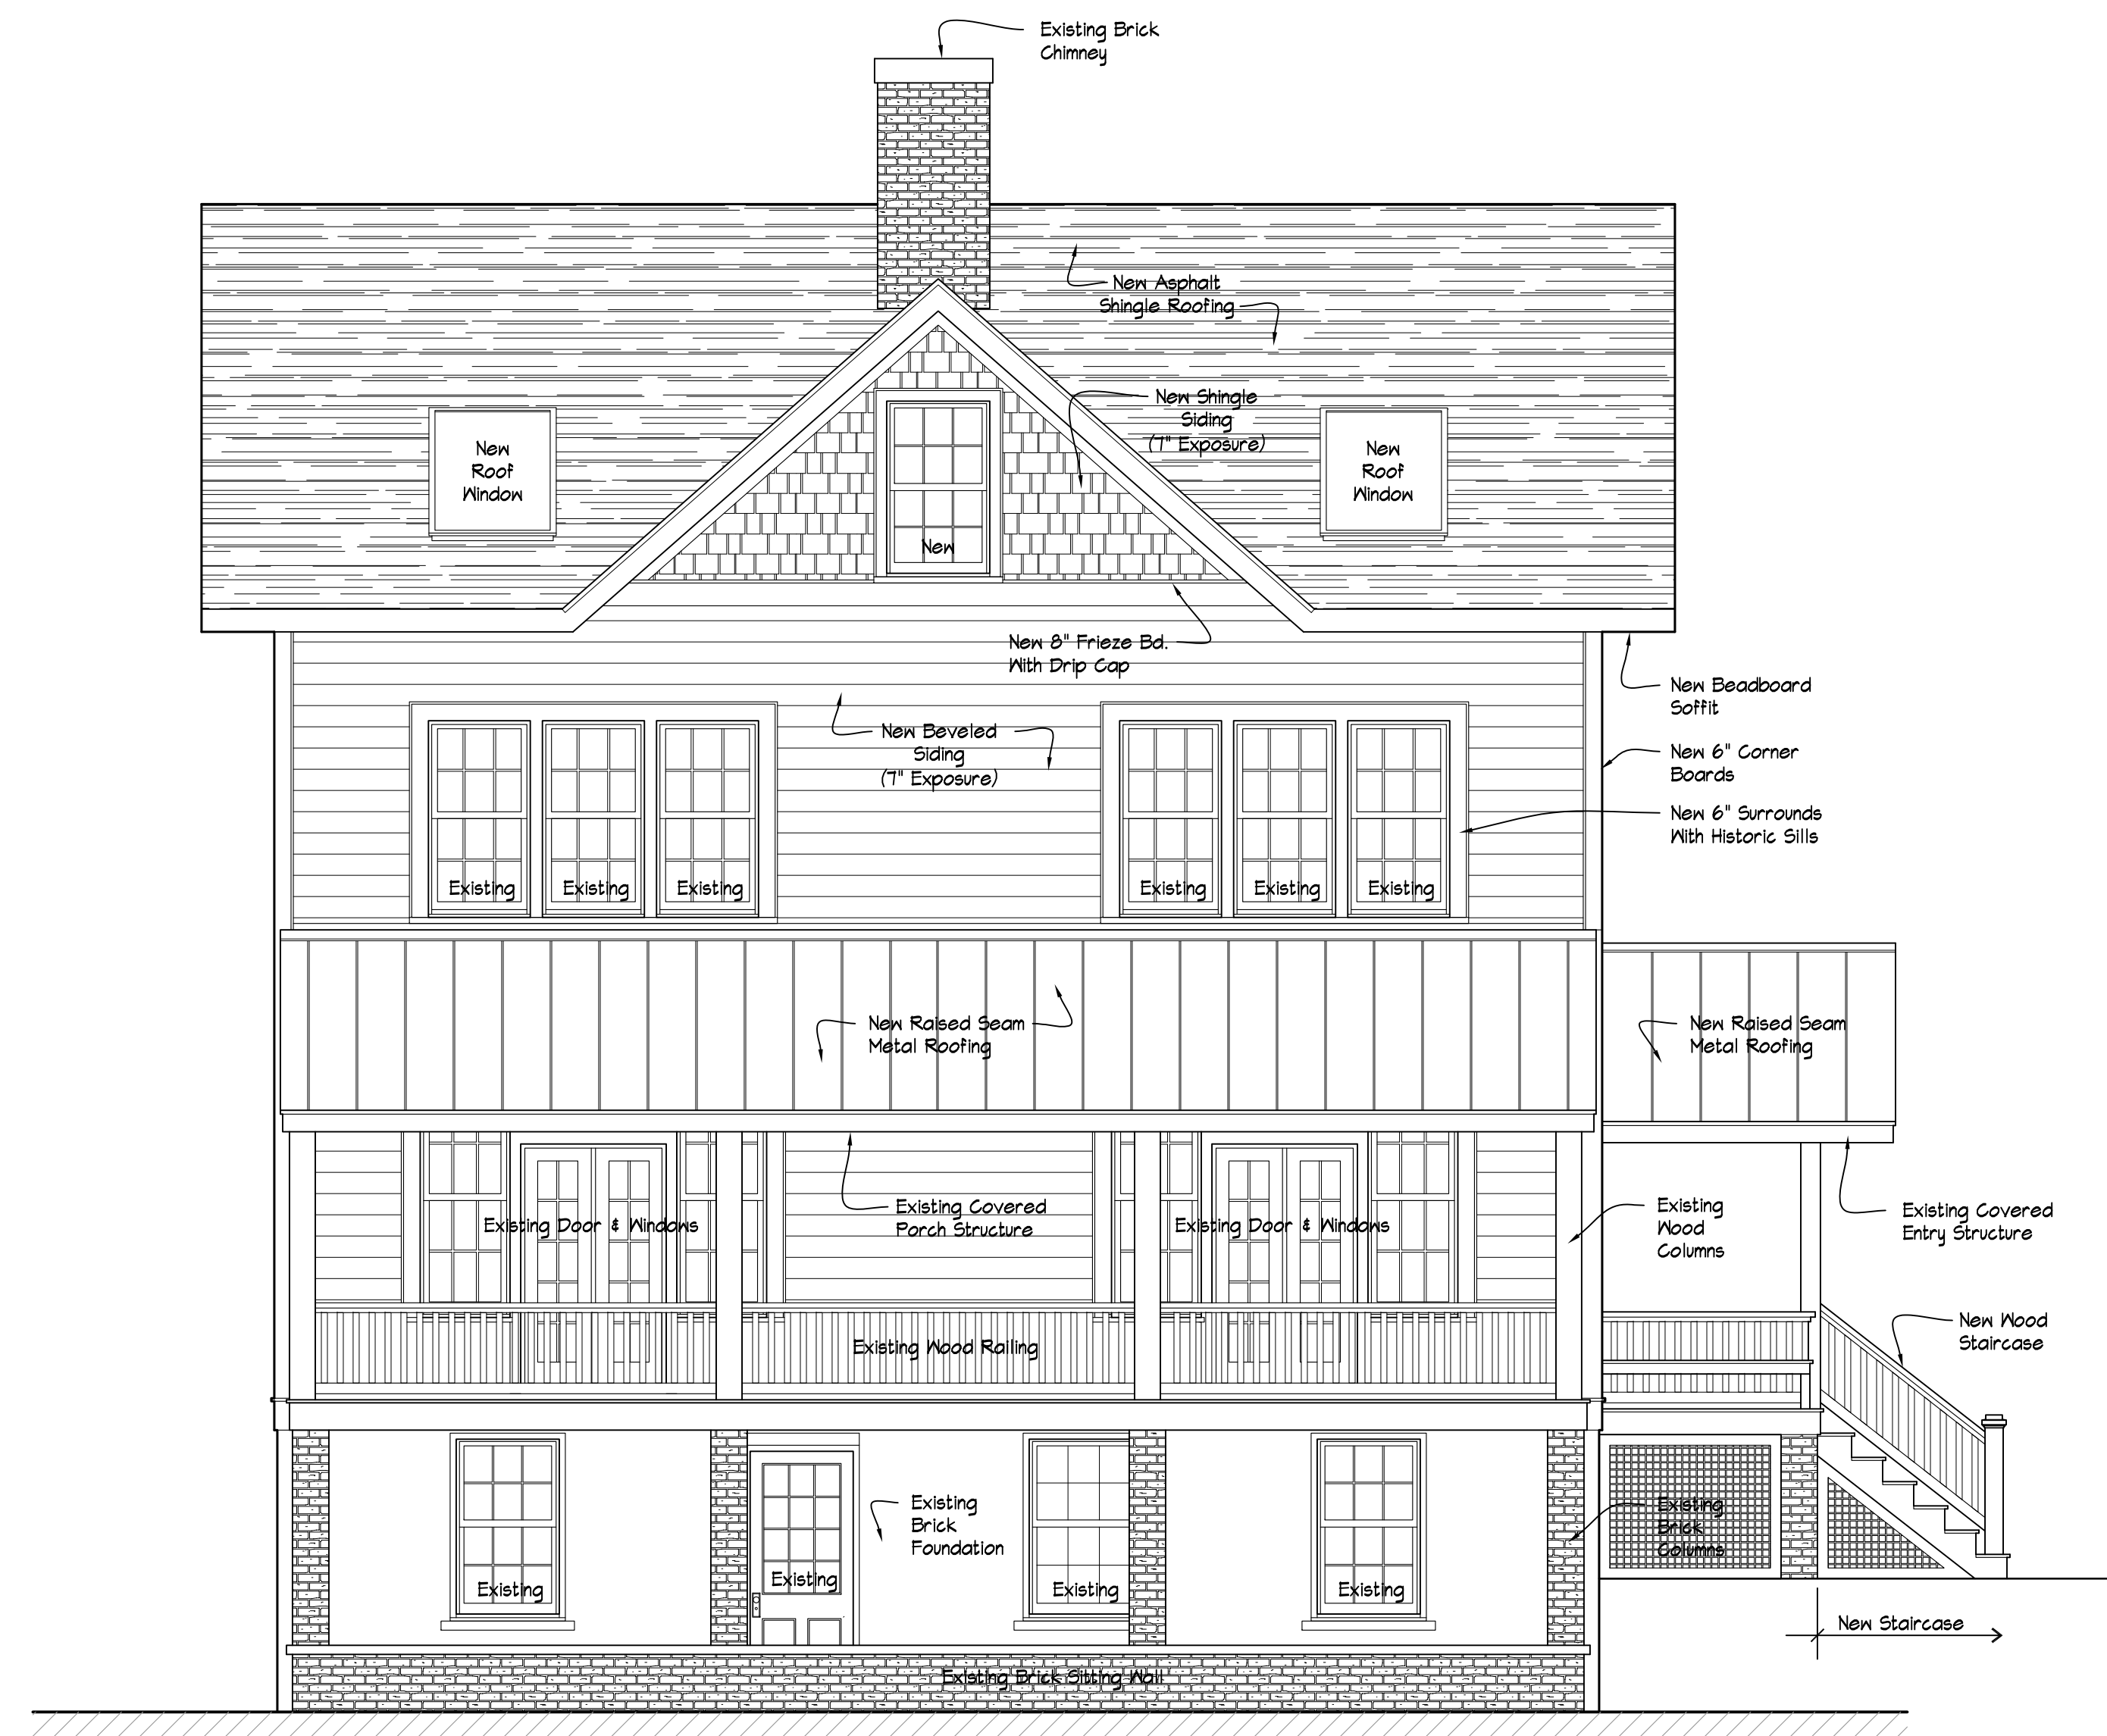 Existing Brick
Chimney
New Asphalt
Shingle Roofing
New Shingle
Siding
(7" Exposure)
New
Roof
Window
New
Roof
Window
New
New 8" Frieze Bd.
With Drip Cap
New Beadboard
Soffit
New Beveled
Siding
(7" Exposure)
New 6" Corner
Boards
New 6" Surrounds
With Historic Sills
Existing
Existing
Existing
Existing
Existing
Existing
New Raised Seam
Metal Roofing
New Raised Seam
Metal Roofing
Existing Door & Windows
Existing Covered
Porch Structure
Existing Door & Windows
Existing
Wood
Columns
Existing Covered
Entry Structure
Existing Wood Railing
New Wood
Staircase
Existing
Existing
Existing
Brick
Foundation
Existing
Existing
Existing
Brick
Columns
New Staircase
Existing Brick Sitting Wall